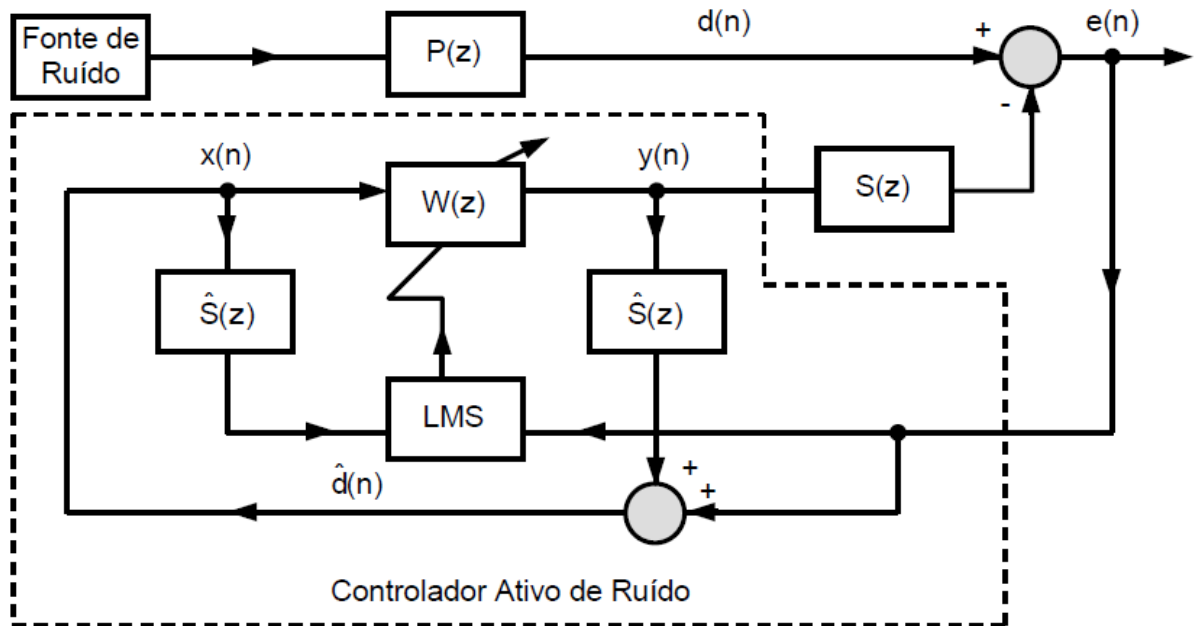 Fonte de
Ruído
P(z)
d(n)
+
e(n)
-
x(n)
W(z)
y(n)
S(z)
Ŝ(z)
Ŝ(z)
LMS
d̂(n)
+
+
Controlador Ativo de Ruído